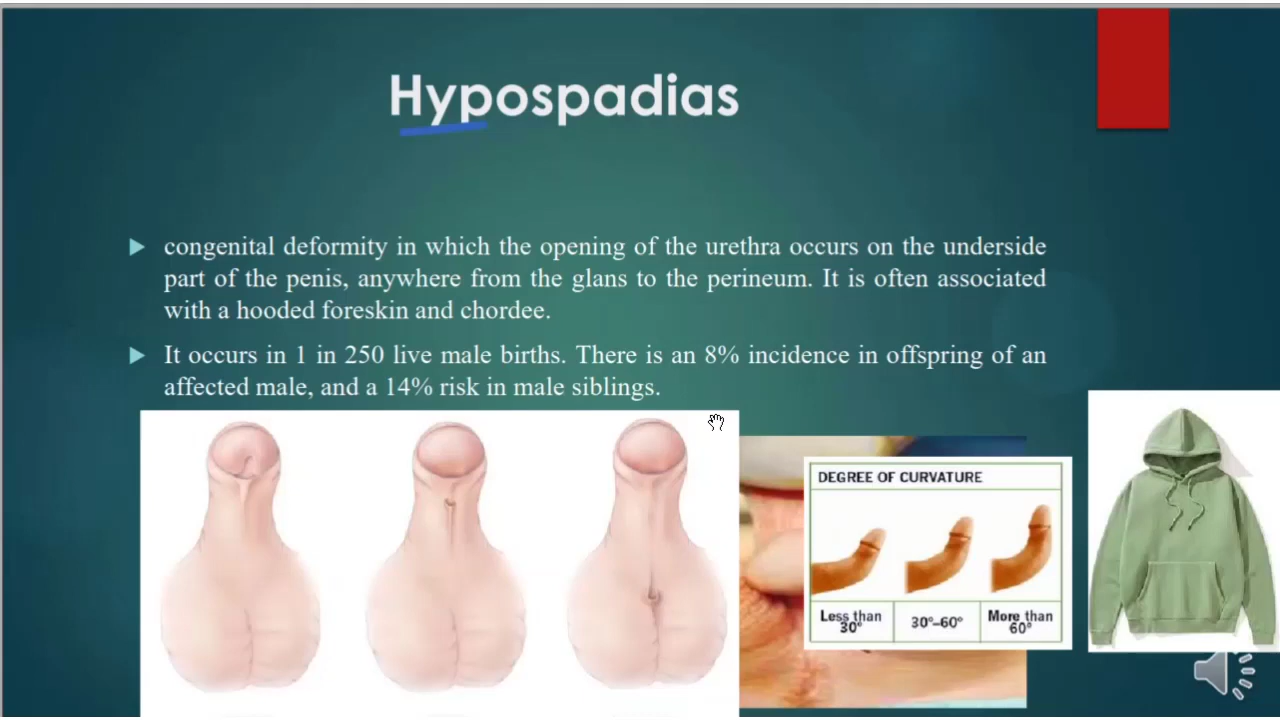 Hypospadias
congenital deformity in which the opening of the urethra occurs on the underside
part of the penis, anywhere from the glans to the perineum. It is often associated
with a hooded foreskin and chordee.
It occurs in 1 in 250 live male births. There is an 8% incidence in offspring of an
affected male, and a 14% risk in male siblings.
DEGREE OF CURVATURE
Less than
30°
30°–60°
More than
60°